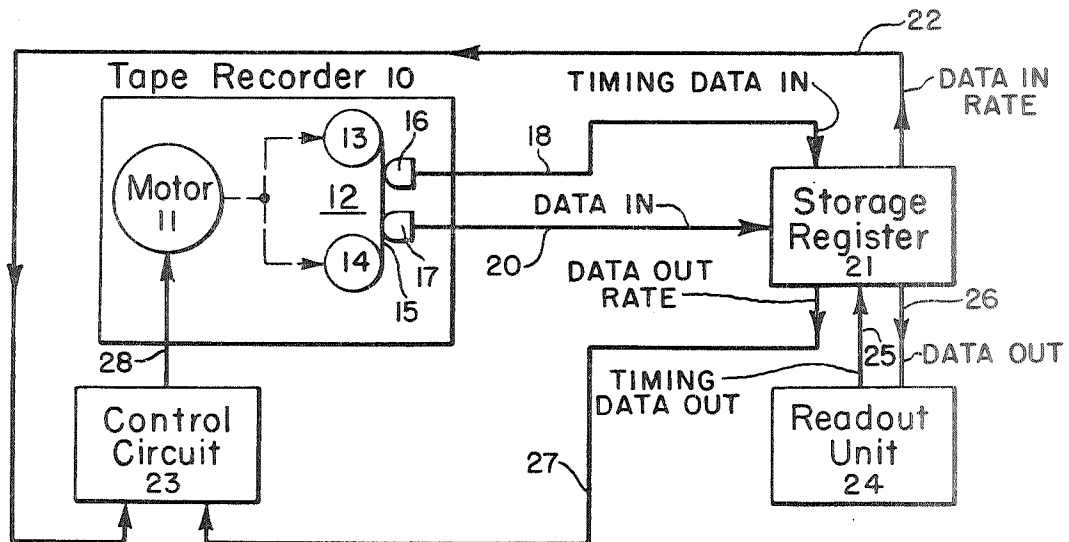 22
Tape Recorder 10
TIMING DATA IN
DATA IN
RATE
16
13
18
Motor
11
12
DATA IN
Storage
Register
21
14
17
15
20
DATA OUT
RATE
26
28
25
DATA OUT
TIMING
DATA OUT
Control
Circuit
23
Readout
Unit
24
27